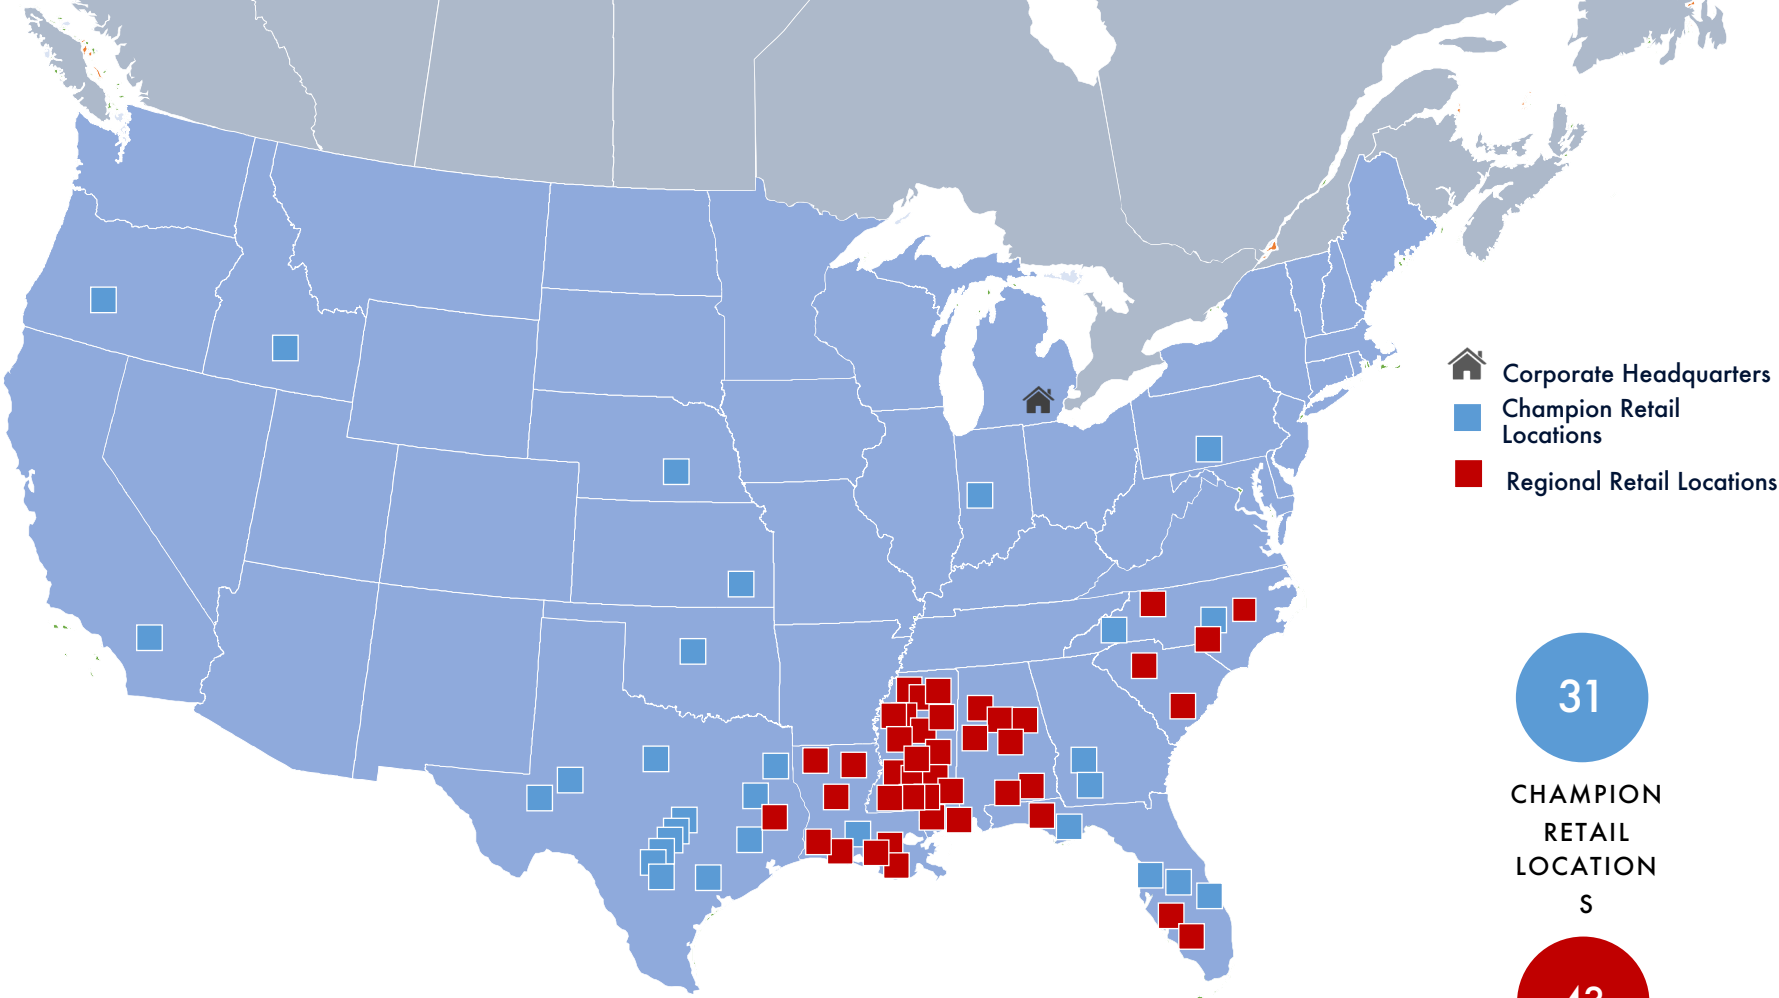 Corporate Headquarters
Champion Retail
Locations
Regional Retail Locations
31
CHAMPION
RETAIL
LOCATION
S